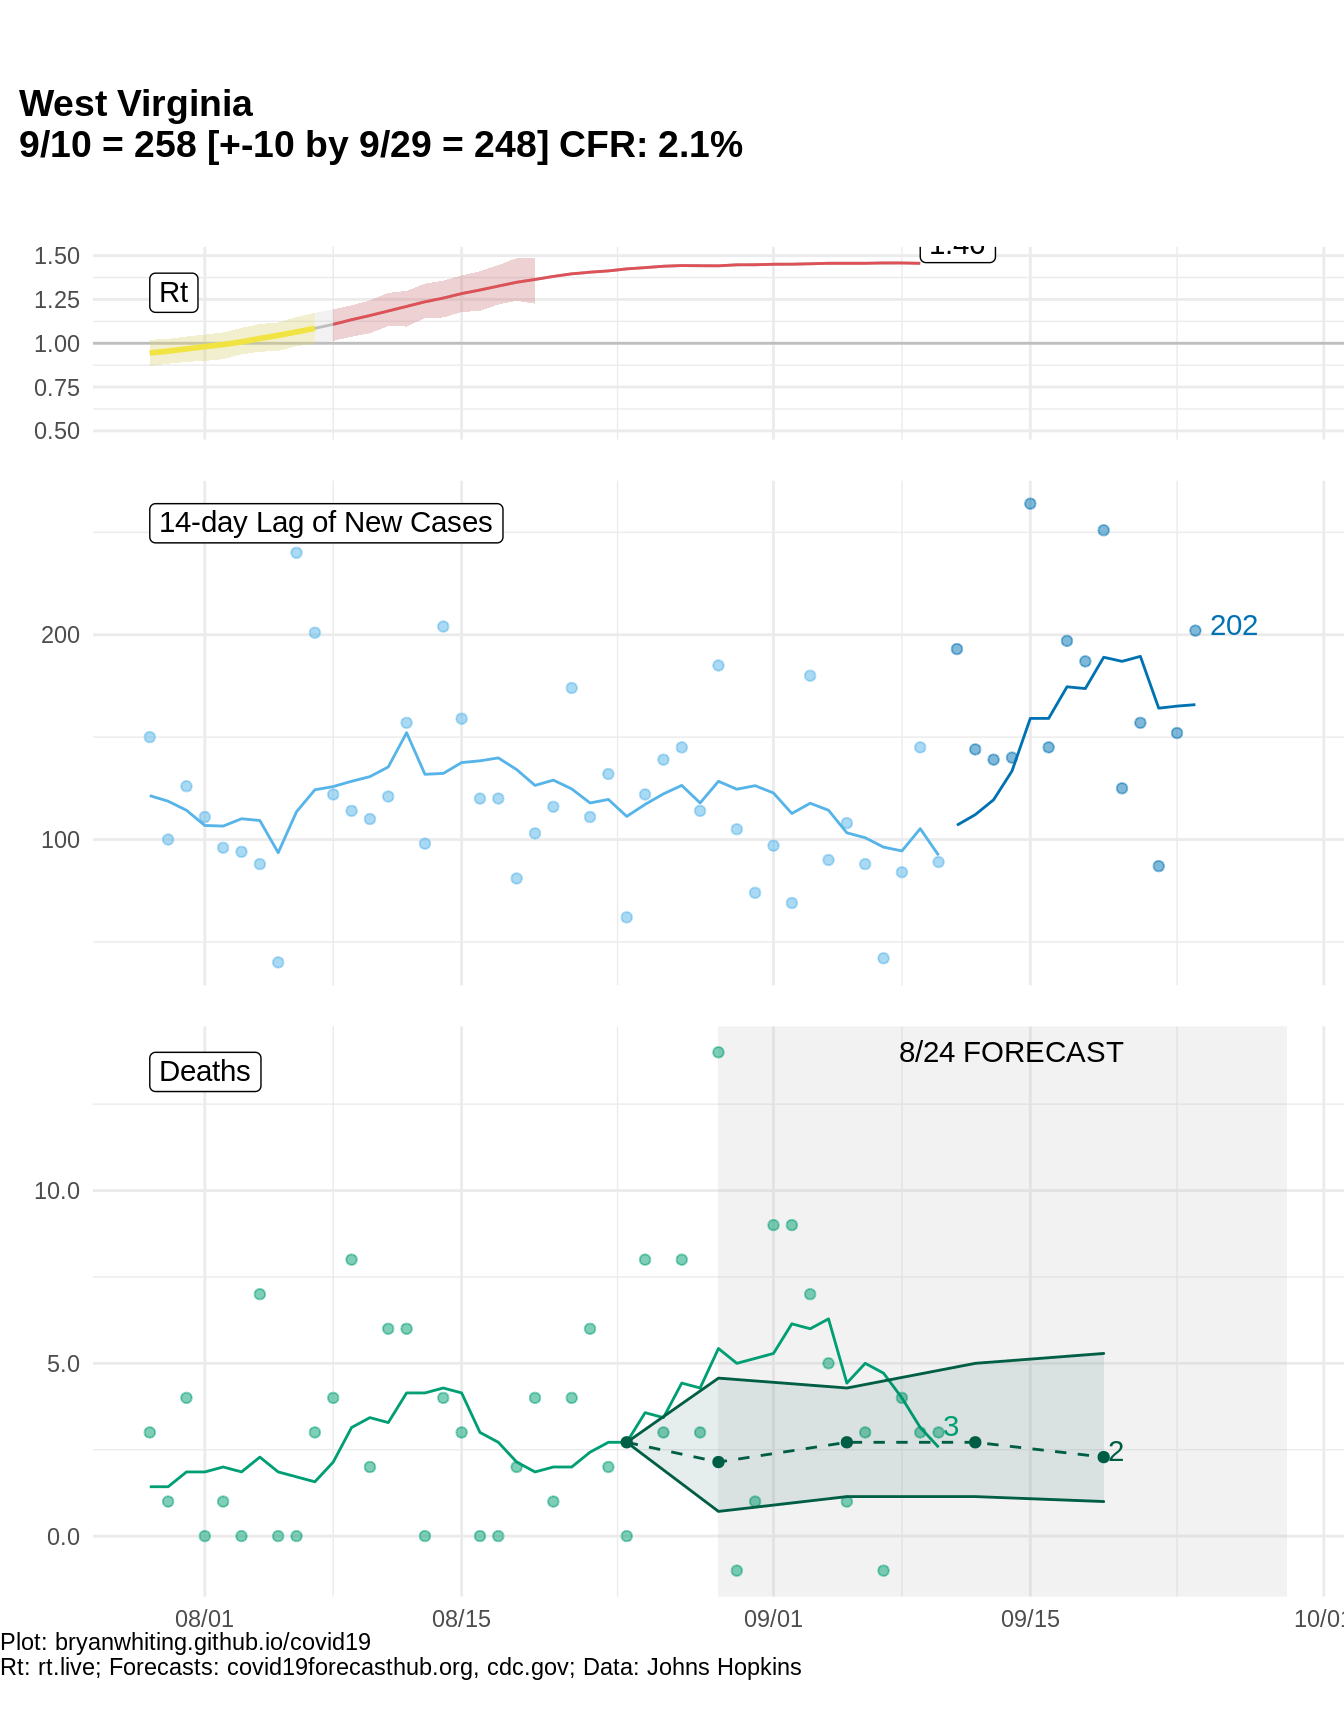 West Virginia
9/10 = 258 [+-10 by 9/29 = 248] CFR: 2.1%
1.50
1.25
1.00
0.75
0.50
Rt
14-day Lag of New Cases
202
200
100
Deaths
8/24 FORECAST
10.0
5.0
0.0
3
2
08/01
08/15
09/01
09/15
Plot: bryanwhiting.github.io/covid19
Rt: rt.live; Forecasts: covid19forecasthub.org, cdc.gov; Data: Johns Hopkins